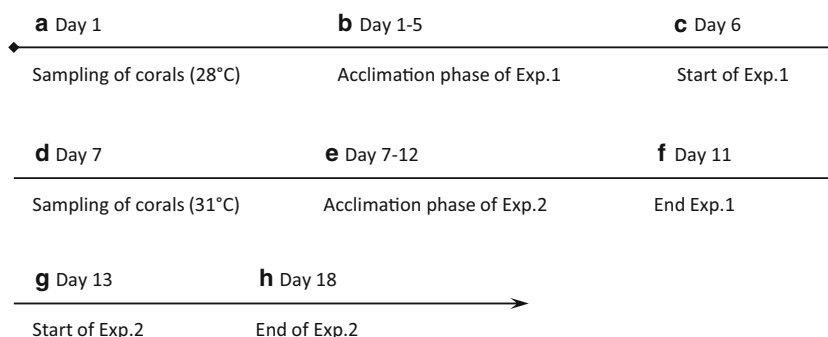 a Day 1 b Day 1-5 c Day 6
Sampling of corals (28°C) Acclimation phase of Exp.1 Start of Exp.1
d Day 7 e Day 7-12 f Day 11
Sampling of corals (31°C) Acclimation phase of Exp.2 End Exp.1
g Day 13 h Day 18
Start of Exp.2 End of Exp.2